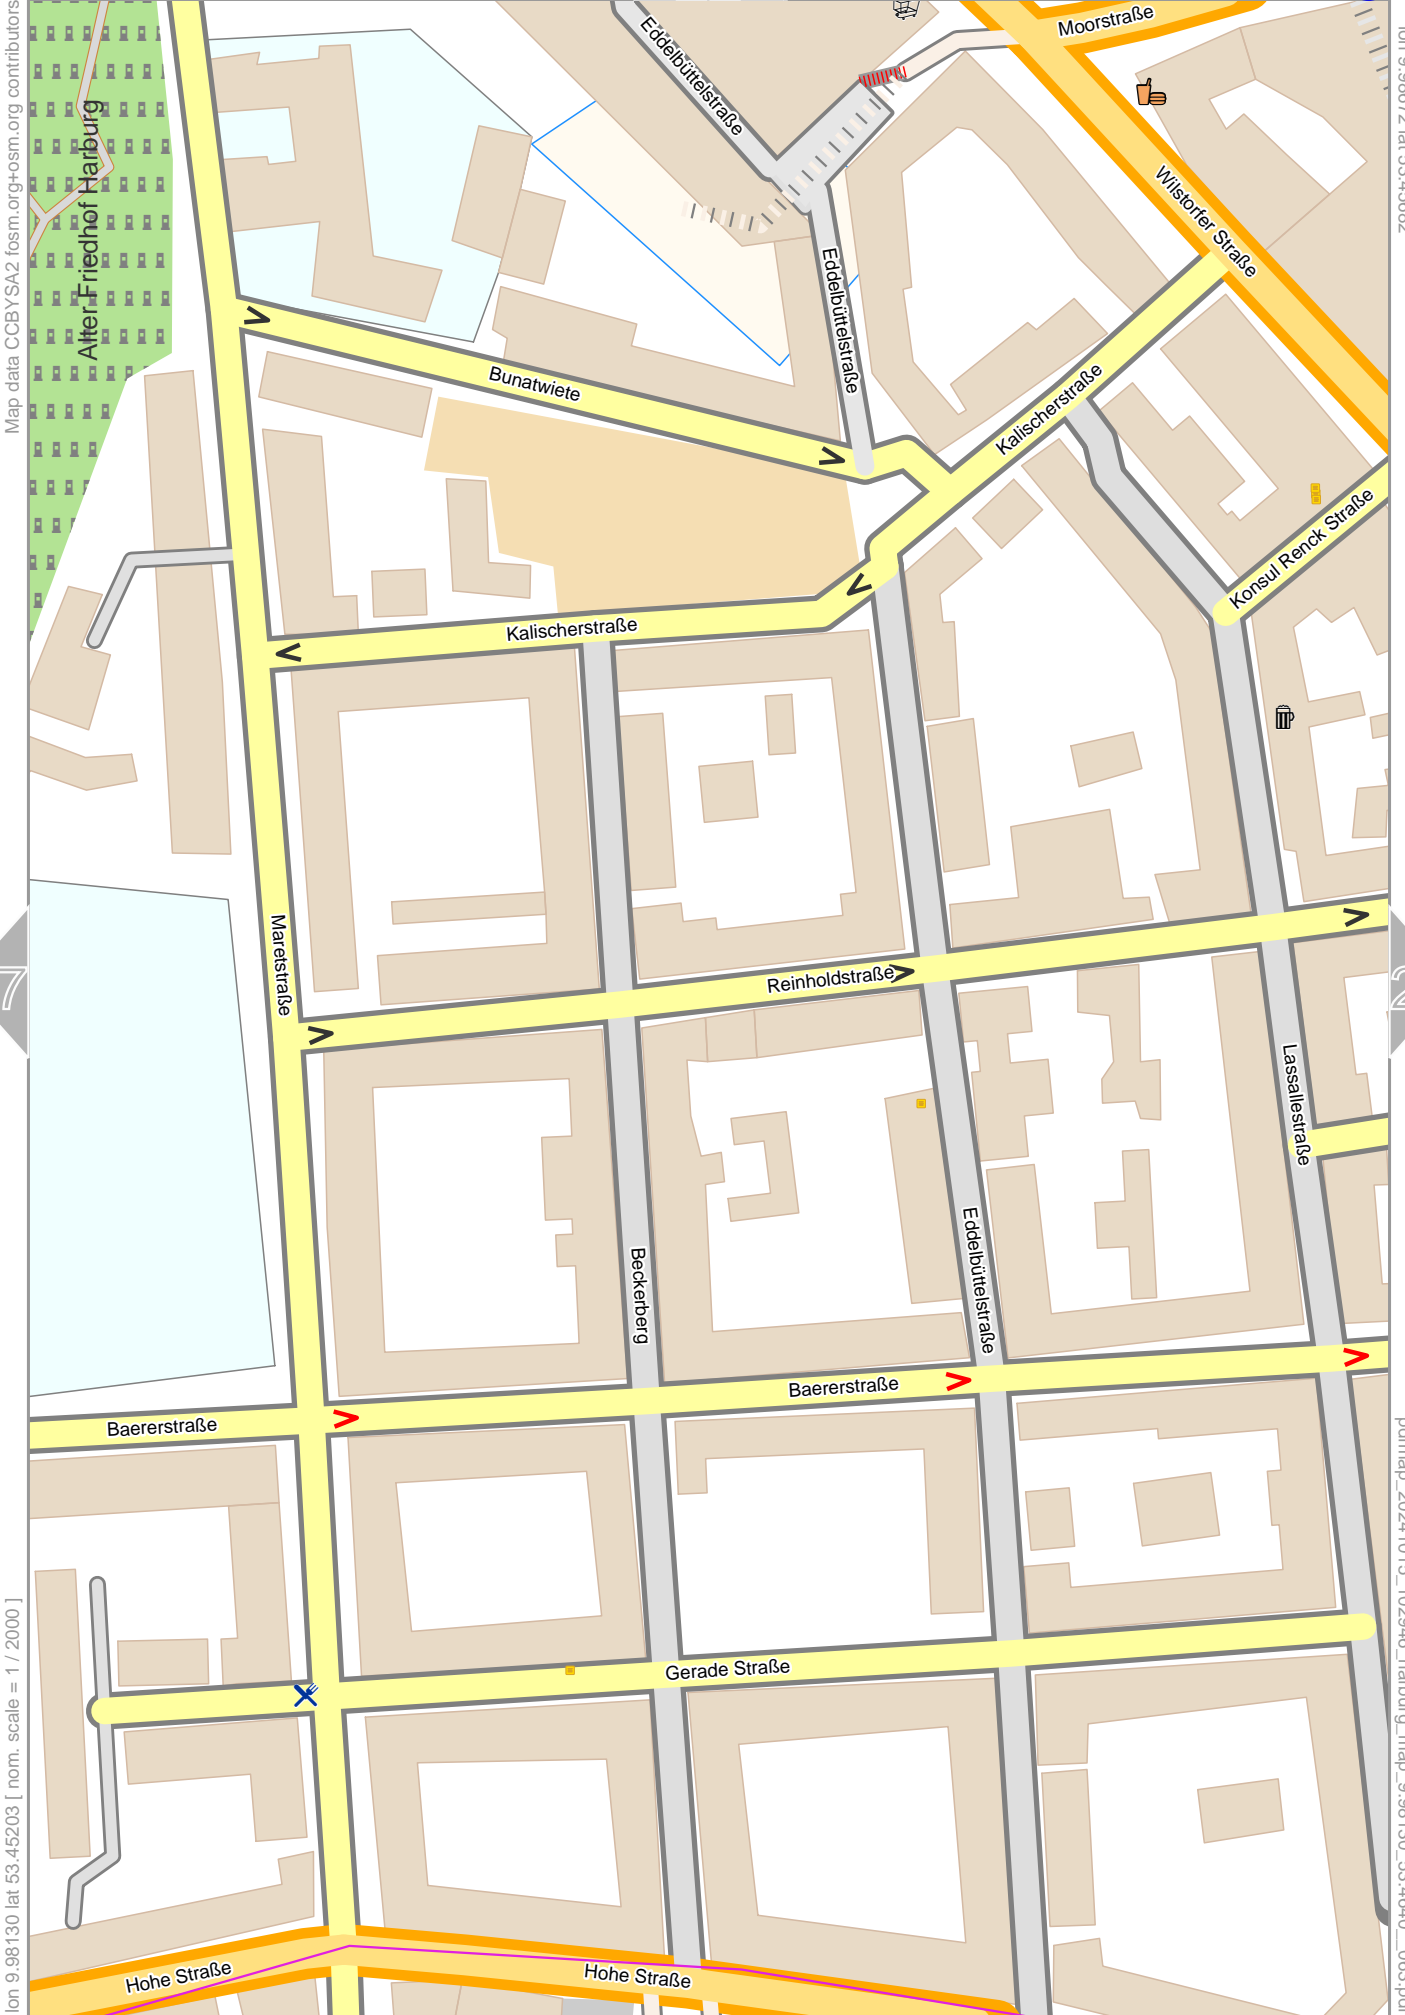 Map data CCBYSA2 fosm.org+osm.org contributors
Alter Friedhof Harburg
Eddelbüttelstraße
Moorstraße
Wilstorfer Straße
Eddelbüttelstraße
Bunatwiete
Kalischerstraße
Konsul Renck Straße
Kalischerstraße
Maretstraße
7
Reinholdstraße
Lassallestraße
Beckerberg
Eddelbüttelstraße
Baererstraße
Baererstraße
Gerade Straße
Hohe Straße
Hohe Straße
lon 9.98130 lat 53.45203 [ nom. scale = 1 / 2000 ]